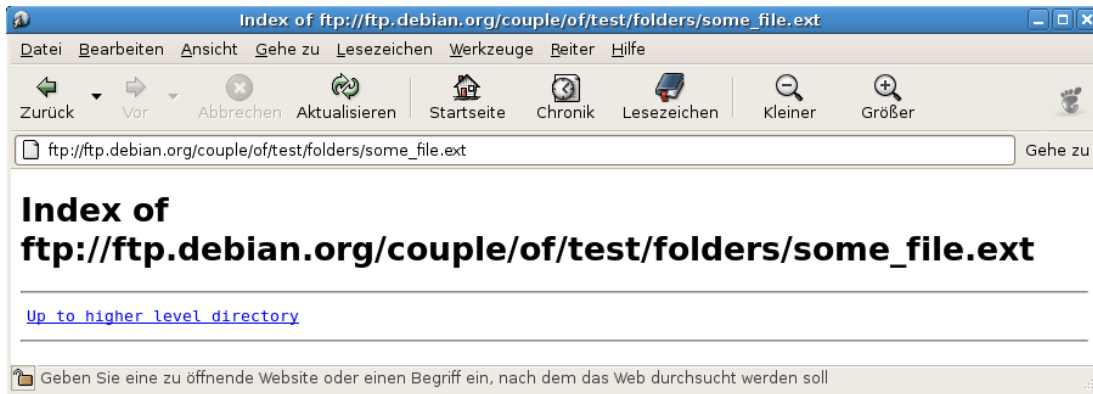 Index of ftp://ftp.debian.org/couple/of/test/folders/some_file.ext
Datei Bearbeiten Ansicht Gehe zu Lesezeichen Werkzeuge Reiter Hilfe
Zurück Vor Abbrechen Aktualisieren Startseite Chronik Lesezeichen Kleiner Größer
ftp://ftp.debian.org/couple/of/test/folders/some_file.ext Gehe zu
Index of
ftp://ftp.debian.org/couple/of/test/folders/some_file.ext
Up to higher level directory
Geben Sie eine zu öffnende Website oder einen Begriff ein, nach dem das Web durchsucht werden soll